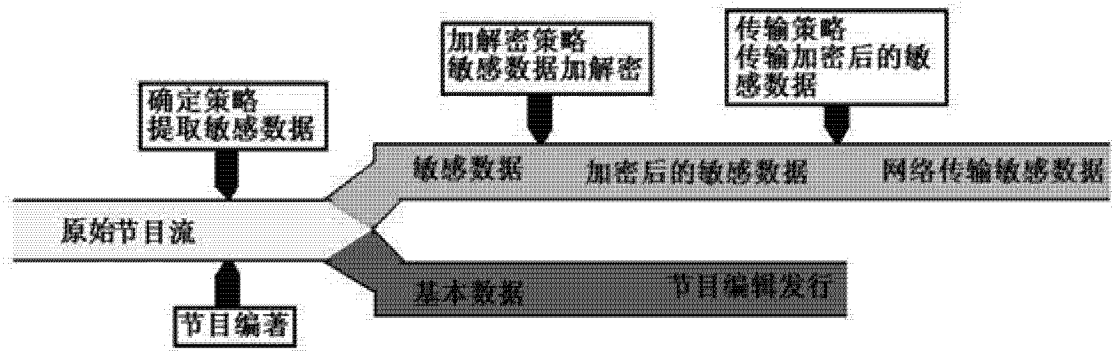 加解密策略
敏感数据加解密
传输策略
传输加密后的敏
感数据
确定策略
提取敏感数据
敏感数据
加密后的敏感数据
网络传输敏感数据
原始节目流
基本数据
节目编辑发行
节目编著